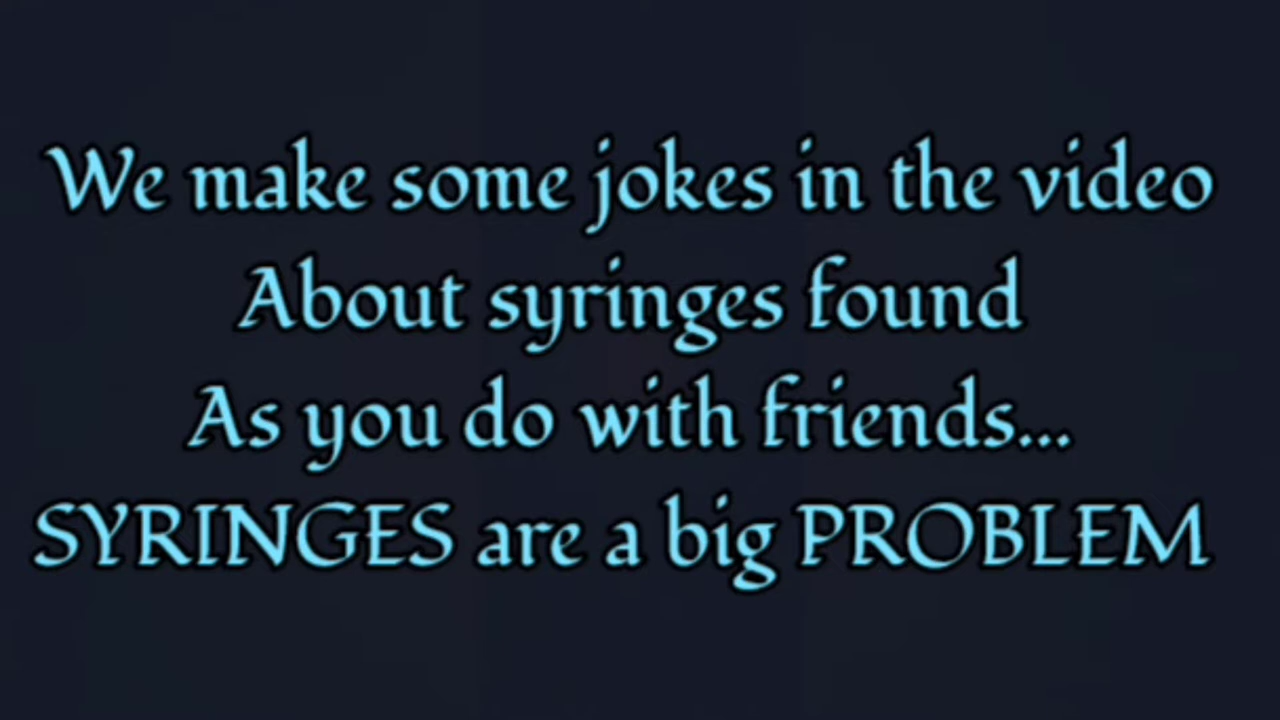 We make some jokes in the video
About syringes found
As you do with friends...
SYRINGES are a big PROBLEM